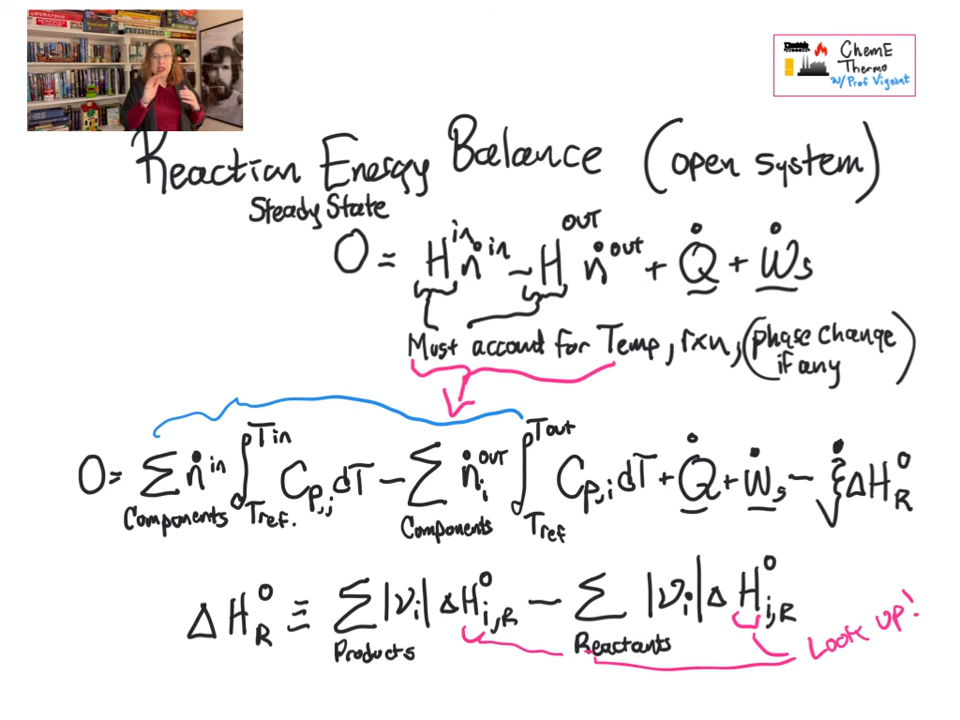 ChemE
Thermo
w/ Prof Vigeant
Reaction Energy Balance (open system)
Steady State
0 = H^in ṅ^in − H^out ṅ^out + Q̇ + Ẇs
Must account for Temp, rxn, (phase change if any)
0 = Σ ṅ^in ∫ Cp,i dT − Σ ṅi^out ∫ Cp,i dT + Q̇ + Ẇs − ξ̇ ΔH°R
Components Tref. Tin Components Tref Tout
ΔH°R ≡ Σ |νi| ΔH°i,R − Σ |νi| Δ H°i,R
Products Reactants
Look up!